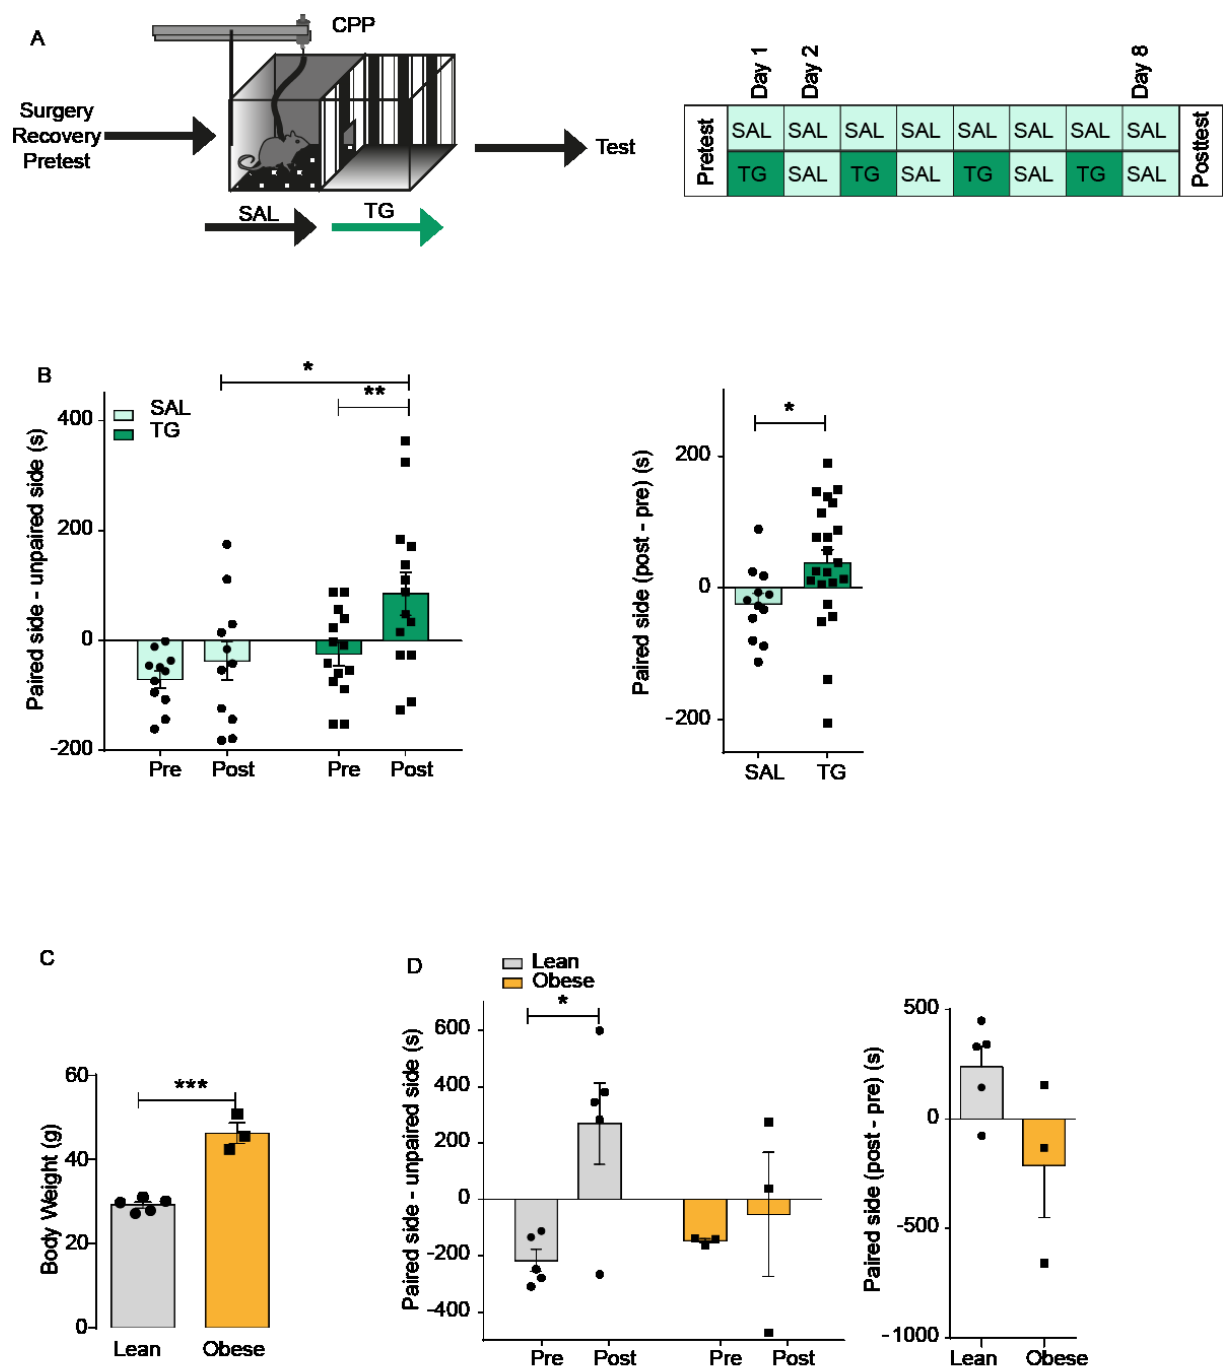 A
CPP
Surgery
Recovery
Pretest
SAL
TG
Test
Day 1
Day 2
Day 8
Pretest
SAL SAL SAL SAL SAL SAL SAL SAL
TG SAL TG SAL TG SAL TG SAL
Posttest
B
SAL
TG
*
**
Paired side - unpaired side (s)
400
200
0
-200
Pre Post Pre Post
*
Paired side (post - pre) (s)
200
0
-200
SAL TG
C
***
Body Weight (g)
60
40
20
0
Lean Obese
D
Lean
Obese
*
Paired side - unpaired side (s)
600
400
200
0
-200
-400
Pre Post Pre Post
Paired side (post - pre) (s)
500
0
-500
-1000
Lean Obese